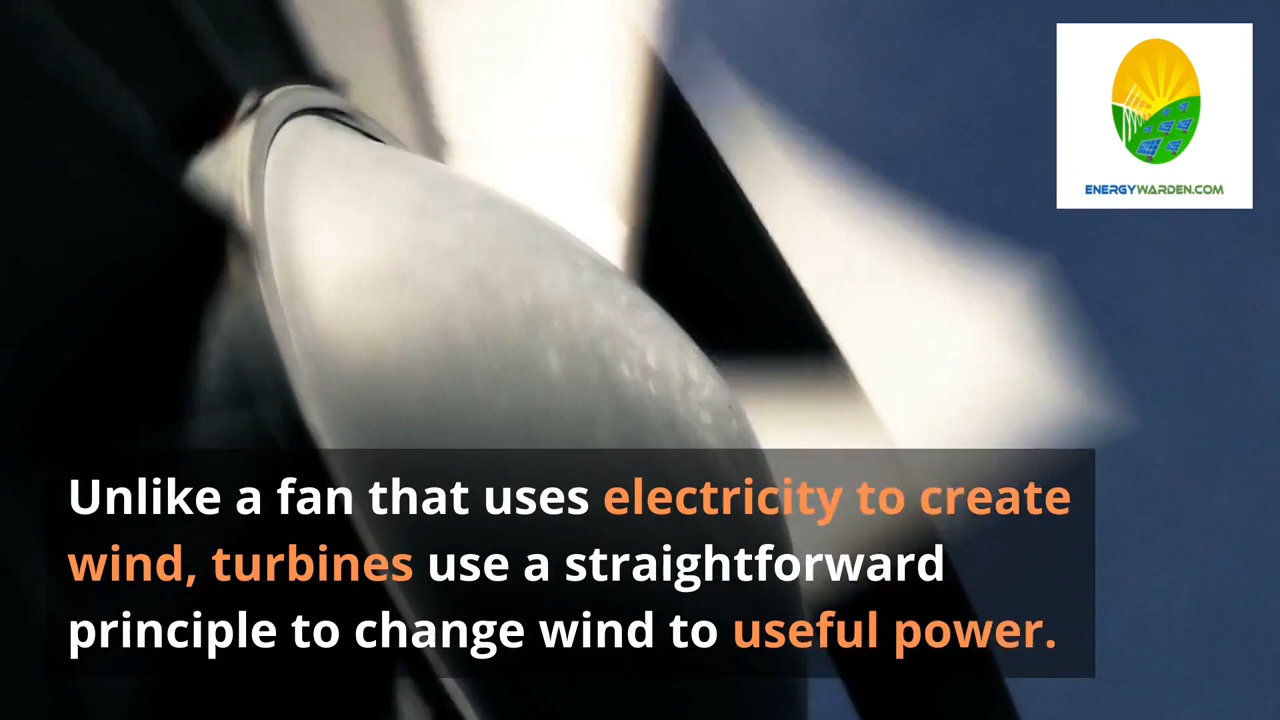 ENERGYWARDEN.COM
Unlike a fan that uses electricity to create
wind, turbines use a straightforward
principle to change wind to useful power.